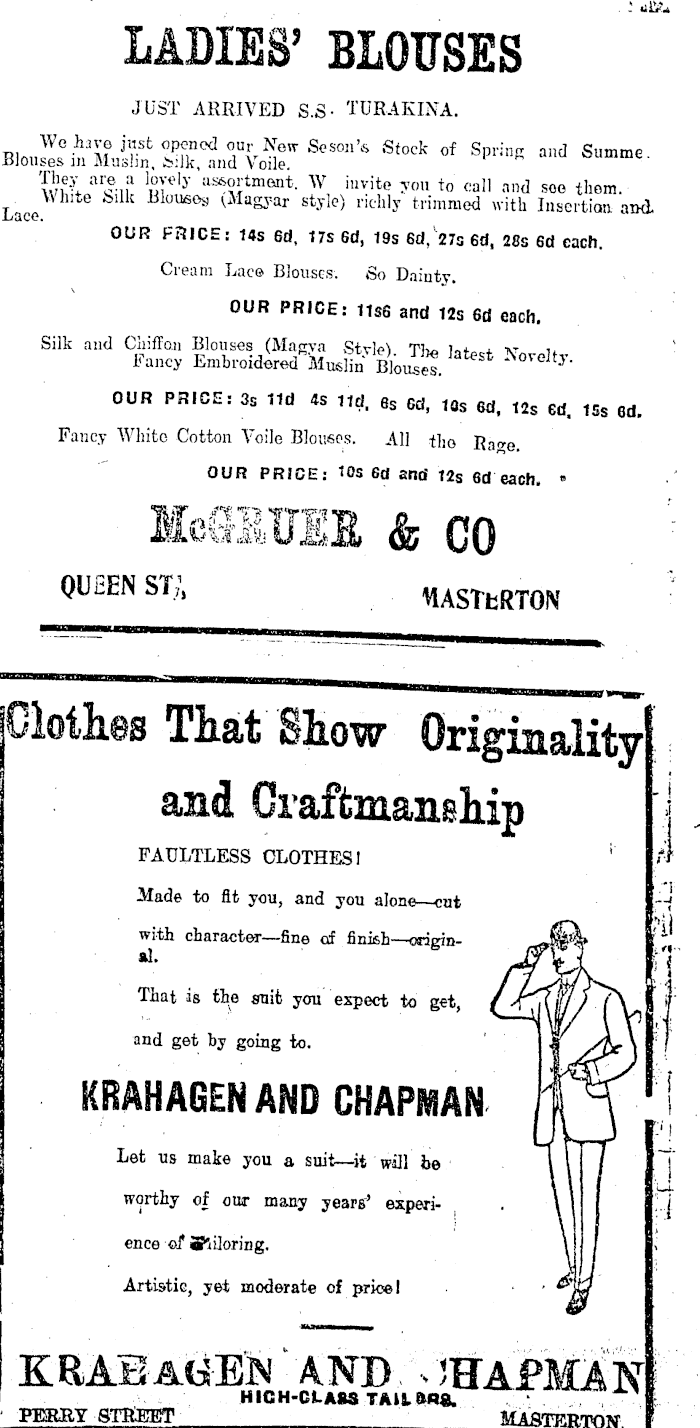 LADIES' BLOUSES
JUST ARRIVED S.S. TURAKINA.
We have just opened our New Seson's Stock of Spring and Summe.
Blouses in Muslin, Silk, and Voile.
They are a lovely assortment. W invite you to call and see them.
White Silk Blouses (Magyar style) richly trimmed with Insertion and
Lace.
OUR PRICE: 14s 6d, 17s 6d, 19s 6d, 27s 6d, 28s 6d each.
Cream Lace Blouses. So Dainty.
OUR PRICE: 11s6 and 12s 6d each.
Silk and Chiffon Blouses (Magya Style). The latest Novelty.
Fancy Embroidered Muslin Blouses.
OUR PRICE: 3s 11d 4s 11d, 6s 6d, 10s 6d, 12s 6d, 15s 6d.
Fancy White Cotton Voile Blouses. All the Rage.
OUR PRICE: 10s 6d and 12s 6d each.
McGRUER & CO
QUEEN ST., MASTERTON
Clothes That Show Originality
and Craftmanship
FAULTLESS CLOTHES!
Made to fit you, and you alone—cut
with character—fine of finish—origin-
al.
That is the suit you expect to get,
and get by going to.
KRAHAGEN AND CHAPMAN
Let us make you a suit—it will be
worthy of our many years' experi-
ence of Tailoring.
Artistic, yet moderate of price!
KRAHAGEN AND CHAPMAN
HIGH-CLASS TAILORS.
PERRY STREET MASTERTON.